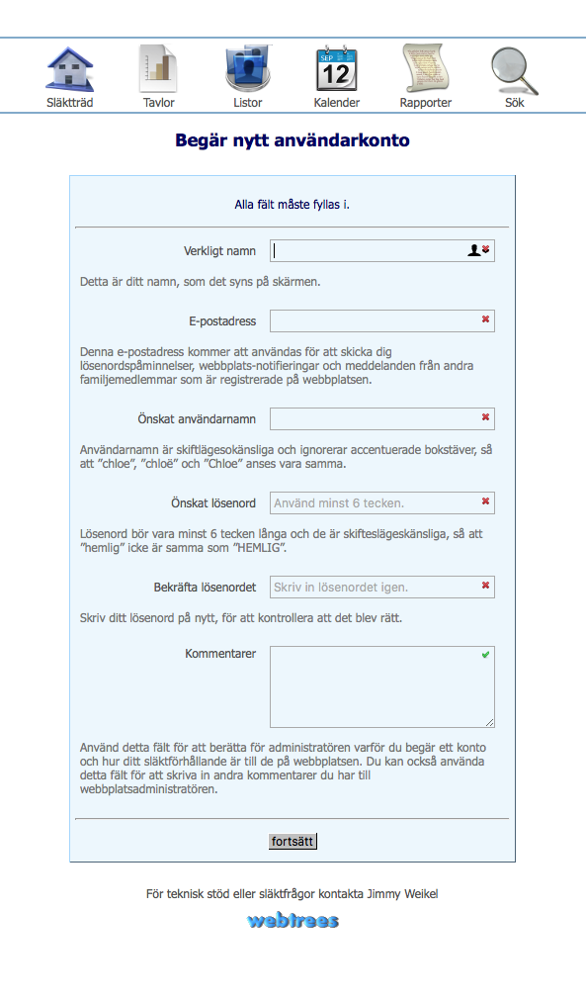 SEP
12
Släktträd
Tavlor
Listor
Kalender
Rapporter
Sök
Begär nytt användarkonto
Alla fält måste fyllas i.
Verkligt namn
Detta är ditt namn, som det syns på skärmen.
E-postadress
Denna e-postadress kommer att användas för att skicka dig
lösenordspåminnelser, webbplats-notifieringar och meddelanden från andra
familjemedlemmar som är registrerade på webbplatsen.
Önskat användarnamn
Användarnamn är skiftlägesokänsliga och ignorerar accentuerade bokstäver, så
att ”chloe”, ”chloë” och ”Chloe” anses vara samma.
Önskat lösenord
Använd minst 6 tecken.
Lösenord bör vara minst 6 tecken långa och de är skifteslägeskänsliga, så att
”hemlig” icke är samma som ”HEMLIG”.
Bekräfta lösenordet
Skriv in lösenordet igen.
Skriv ditt lösenord på nytt, för att kontrollera att det blev rätt.
Kommentarer
Använd detta fält för att berätta för administratören varför du begär ett konto
och hur ditt släktförhållande är till de på webbplatsen. Du kan också använda
detta fält för att skriva in andra kommentarer du har till
webbplatsadministratören.
fortsätt
För teknisk stöd eller släktfrågor kontakta Jimmy Weikel
webtrees